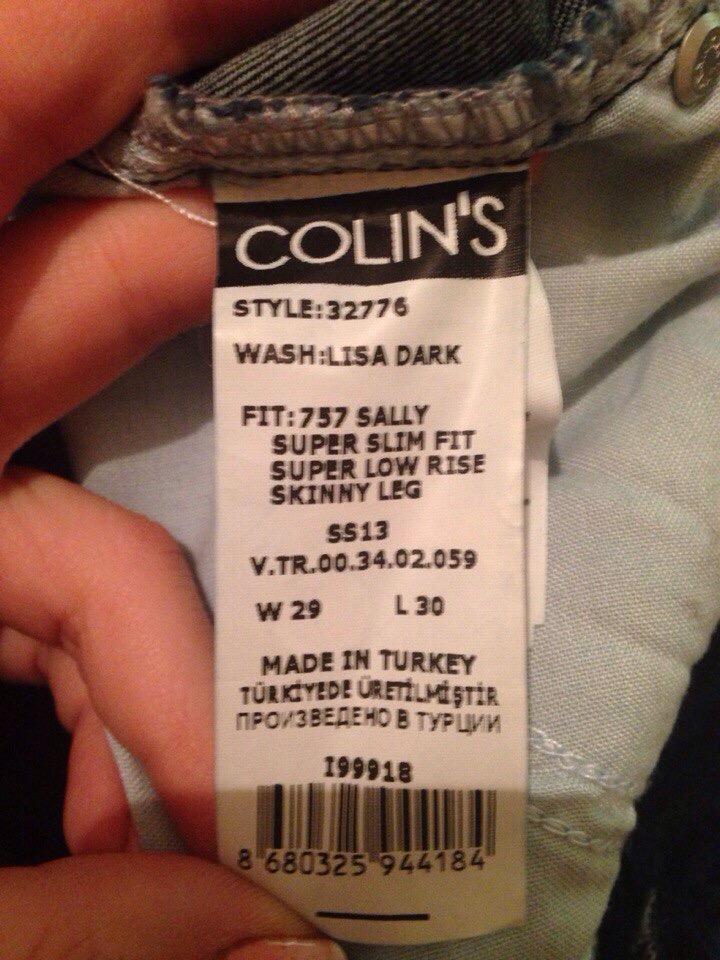 COLIN'S
STYLE:32776
WASH:LISA DARK
FIT:757 SALLY
SUPER SLIM FIT
SUPER LOW RISE
SKINNY LEG
SS13
V.TR.00.34.02.059
W 29 L 30
MADE IN TURKEY
TÜRKİYEDE ÜRETİLMİŞTİR
ПРОИЗВЕДЕНО В ТУРЦИИ
I99918
8 680325 944184